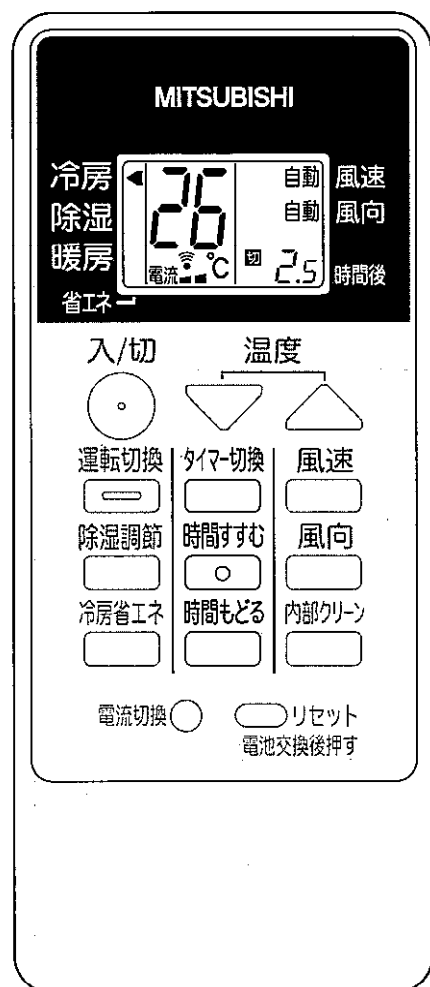 MITSUBISHI
冷房 26 自動 風速
除湿 自動 風向
暖房 電流 ℃ 切 2.5 時間後
省エネ
入/切 温度
運転切換 タイマー切換 風速
除湿調節 時間すすむ 風向
冷房省エネ 時間もどる 内部クリーン
電流切換 リセット
電池交換後押す